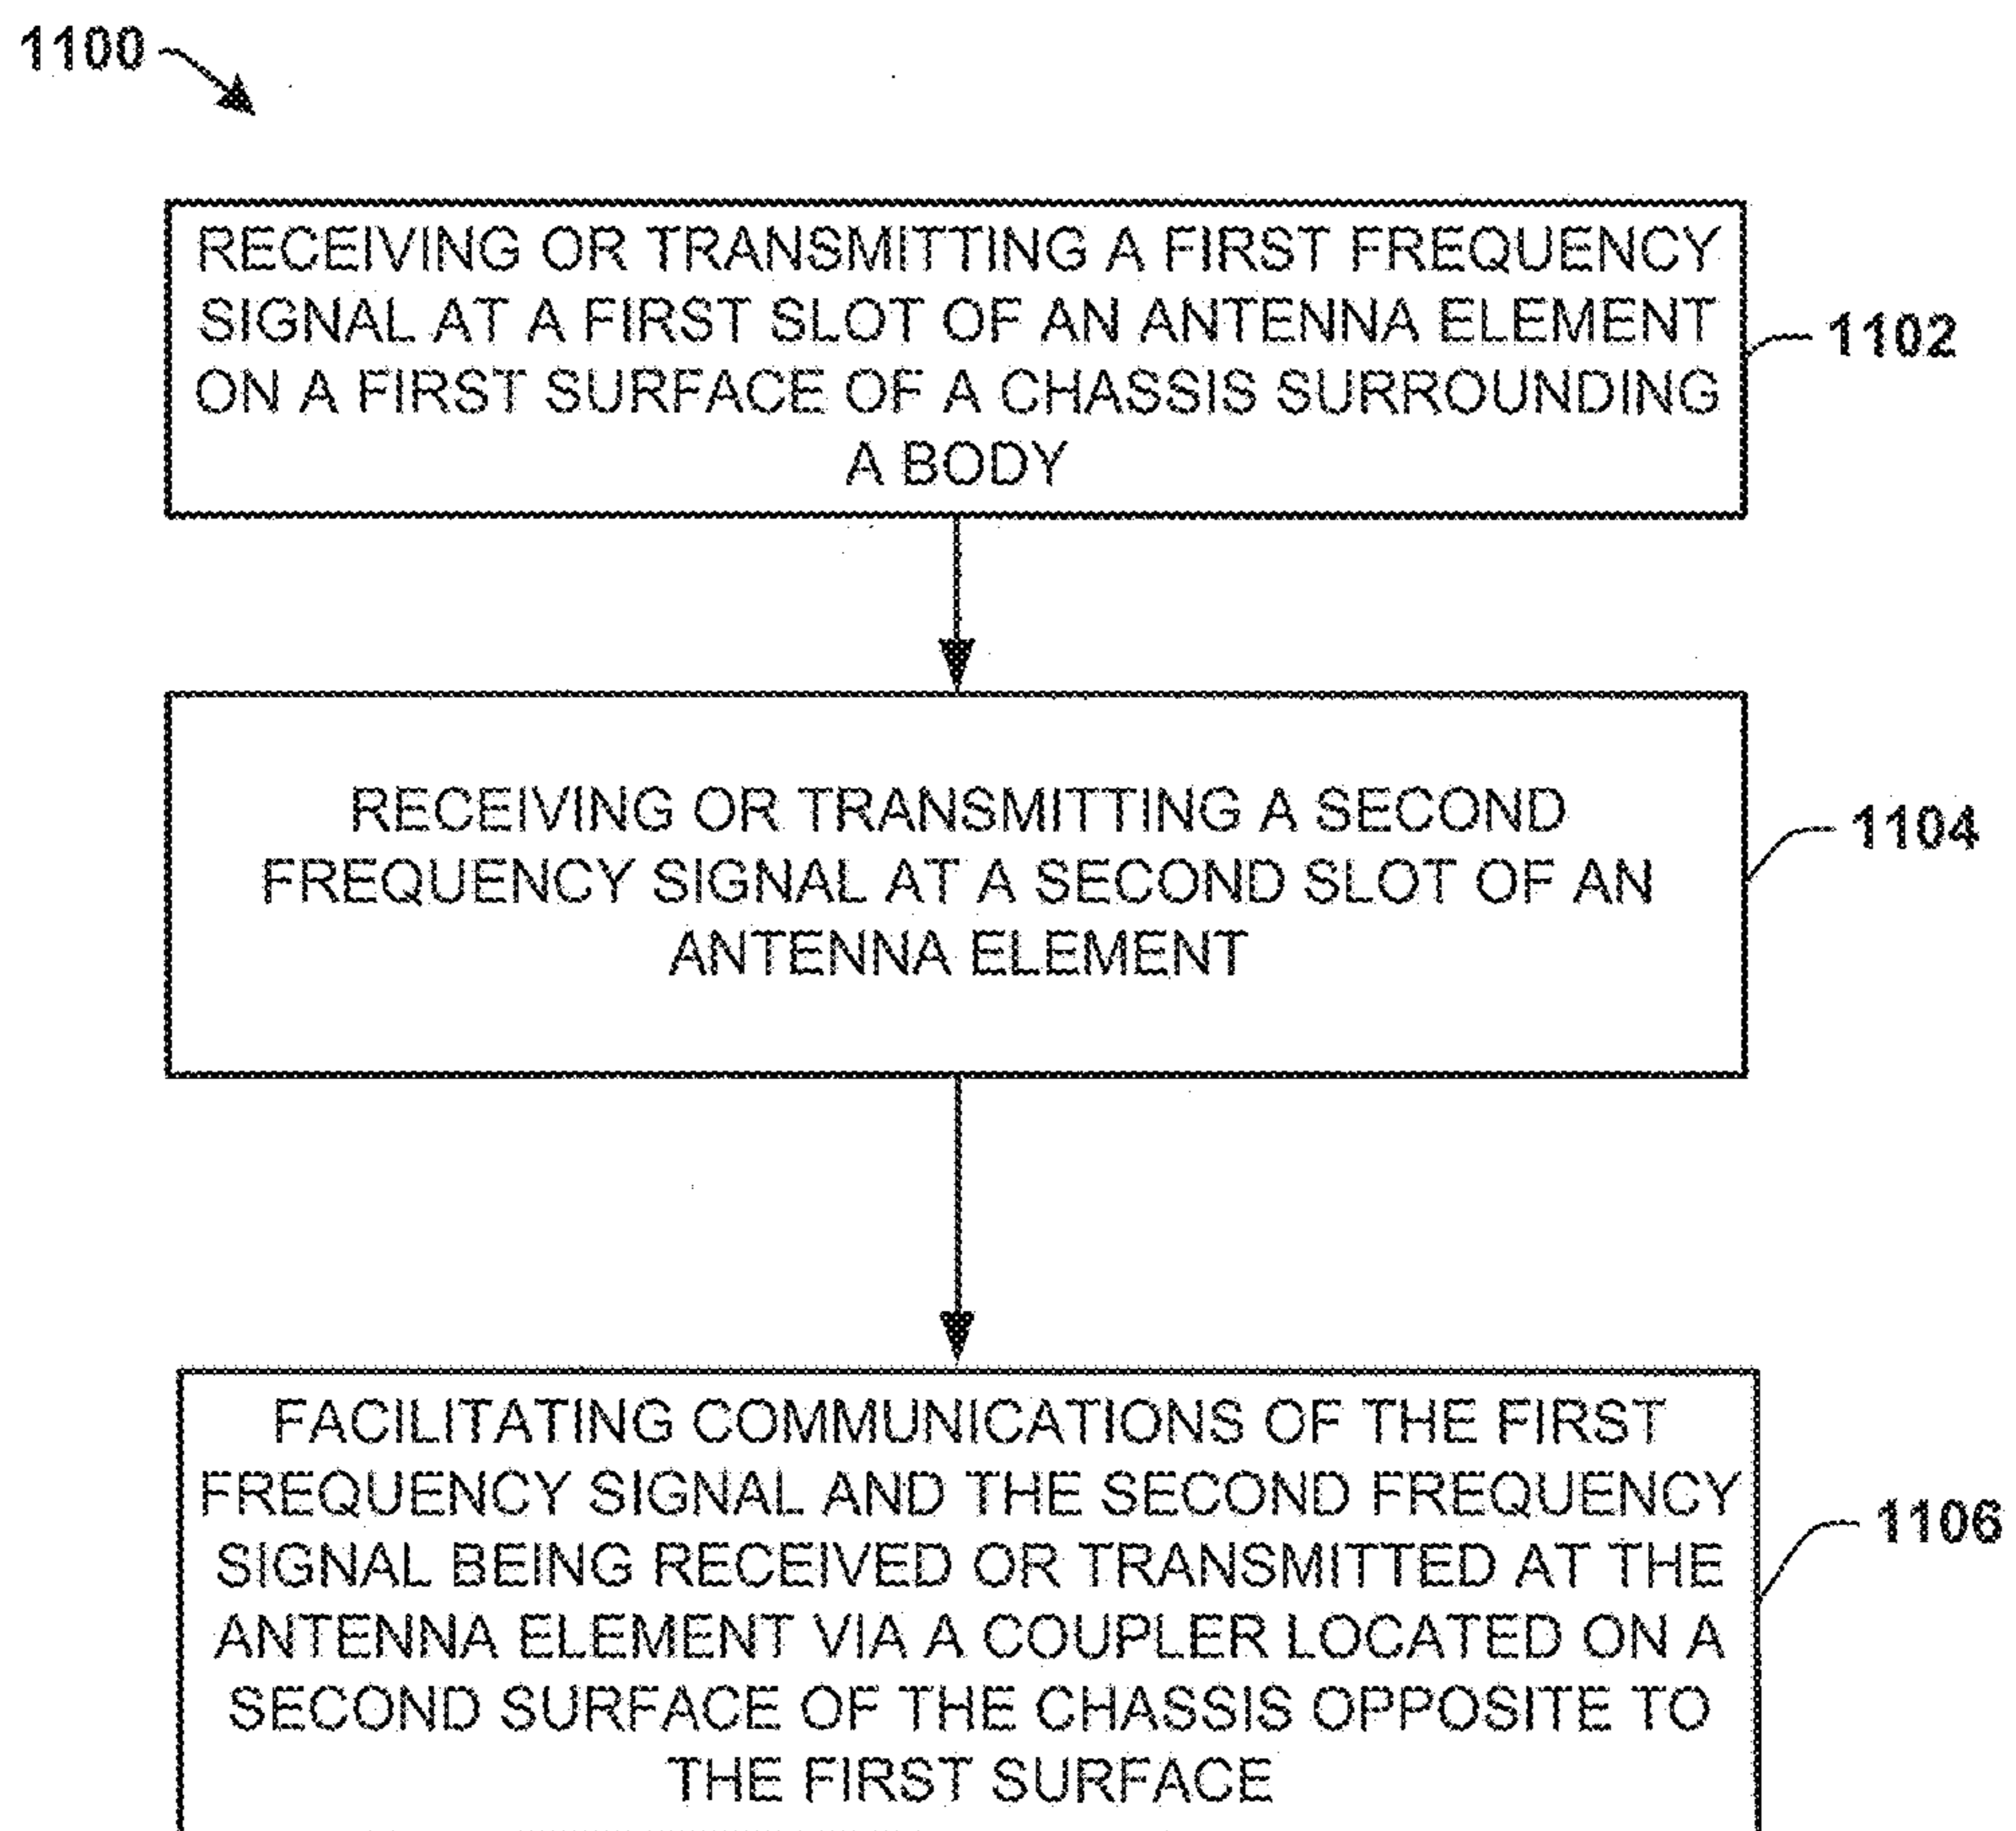 1100
RECEIVING OR TRANSMITTING A FIRST FREQUENCY
SIGNAL AT A FIRST SLOT OF AN ANTENNA ELEMENT
ON A FIRST SURFACE OF A CHASSIS SURROUNDING
A BODY
1102
RECEIVING OR TRANSMITTING A SECOND
FREQUENCY SIGNAL AT A SECOND SLOT OF AN
ANTENNA ELEMENT
1104
FACILITATING COMMUNICATIONS OF THE FIRST
FREQUENCY SIGNAL AND THE SECOND FREQUENCY
SIGNAL BEING RECEIVED OR TRANSMITTED AT THE
ANTENNA ELEMENT VIA A COUPLER LOCATED ON A
SECOND SURFACE OF THE CHASSIS OPPOSITE TO
THE FIRST SURFACE
1106